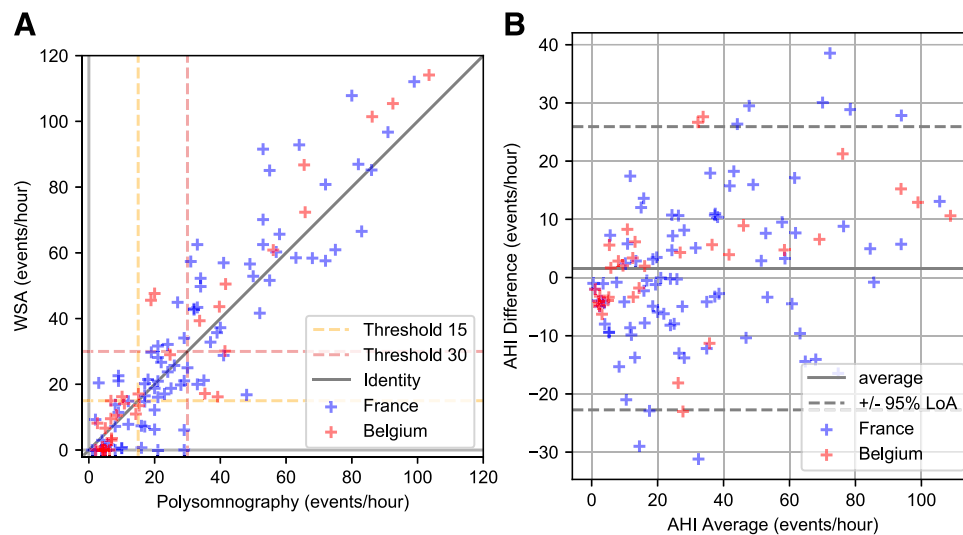 A
120
100
80
60
40
20
0
WSA (events/hour)
0 20 40 60 80 100 120
Polysomnography (events/hour)
Threshold 15
Threshold 30
Identity
France
Belgium
B
40
30
20
10
0
−10
−20
−30
AHI Difference (events/hour)
0 20 40 60 80 100
AHI Average (events/hour)
average
+/- 95% LoA
France
Belgium